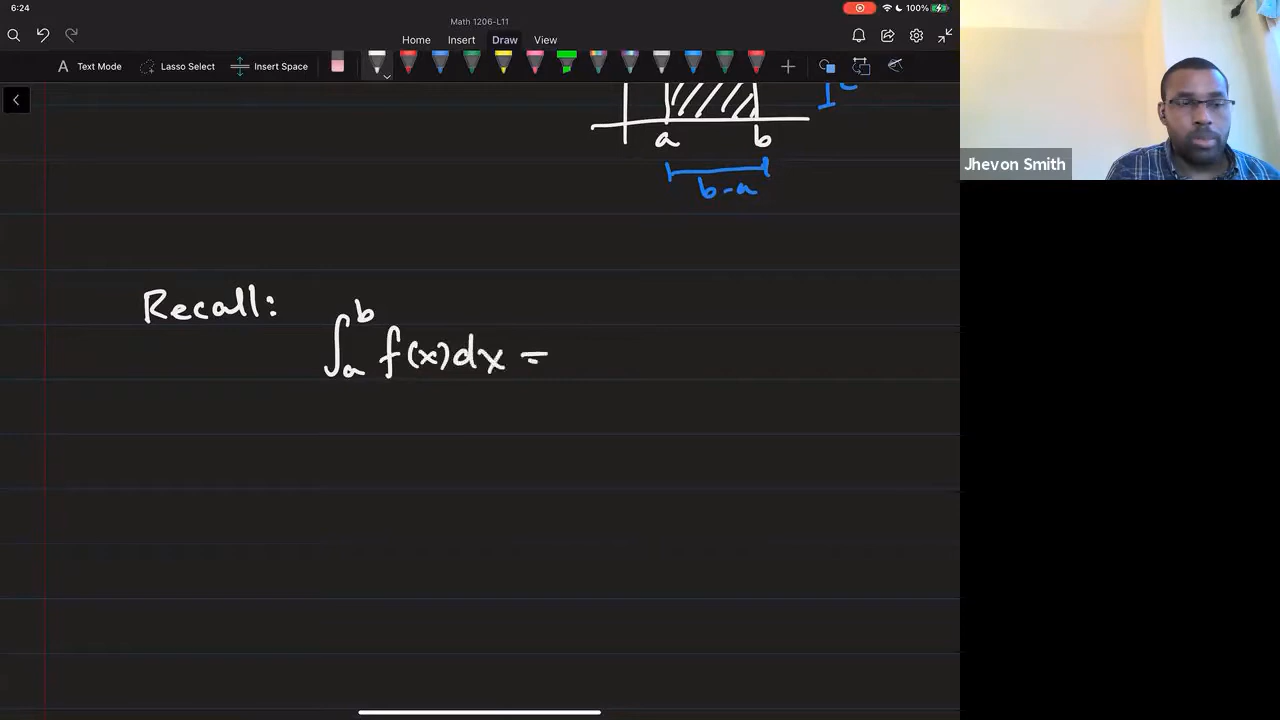 6:24
100%
Math 1206-L11
Home Insert Draw View
Text Mode Lasso Select Insert Space
a b
b-a
Recall:
∫_a^b f(x)dx =
Jhevon Smith